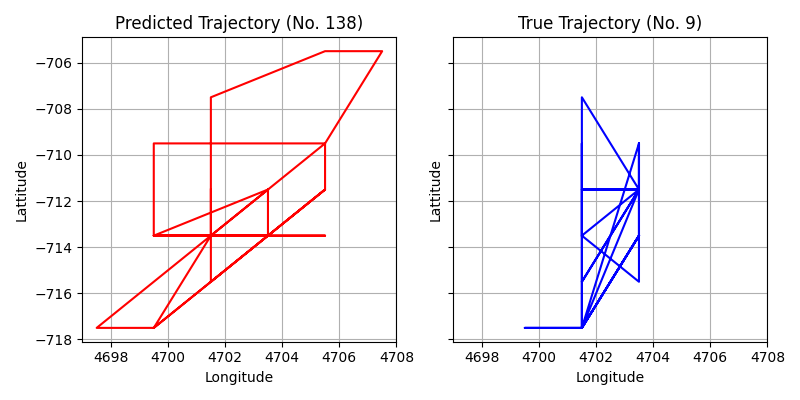 Predicted Trajectory (No. 138)
−706
−708
−710
−712
−714
−716
−718
4698 4700 4702 4704 4706 4708
Longitude
Lattitude
True Trajectory (No. 9)
4698 4700 4702 4704 4706 4708
Longitude
Lattitude